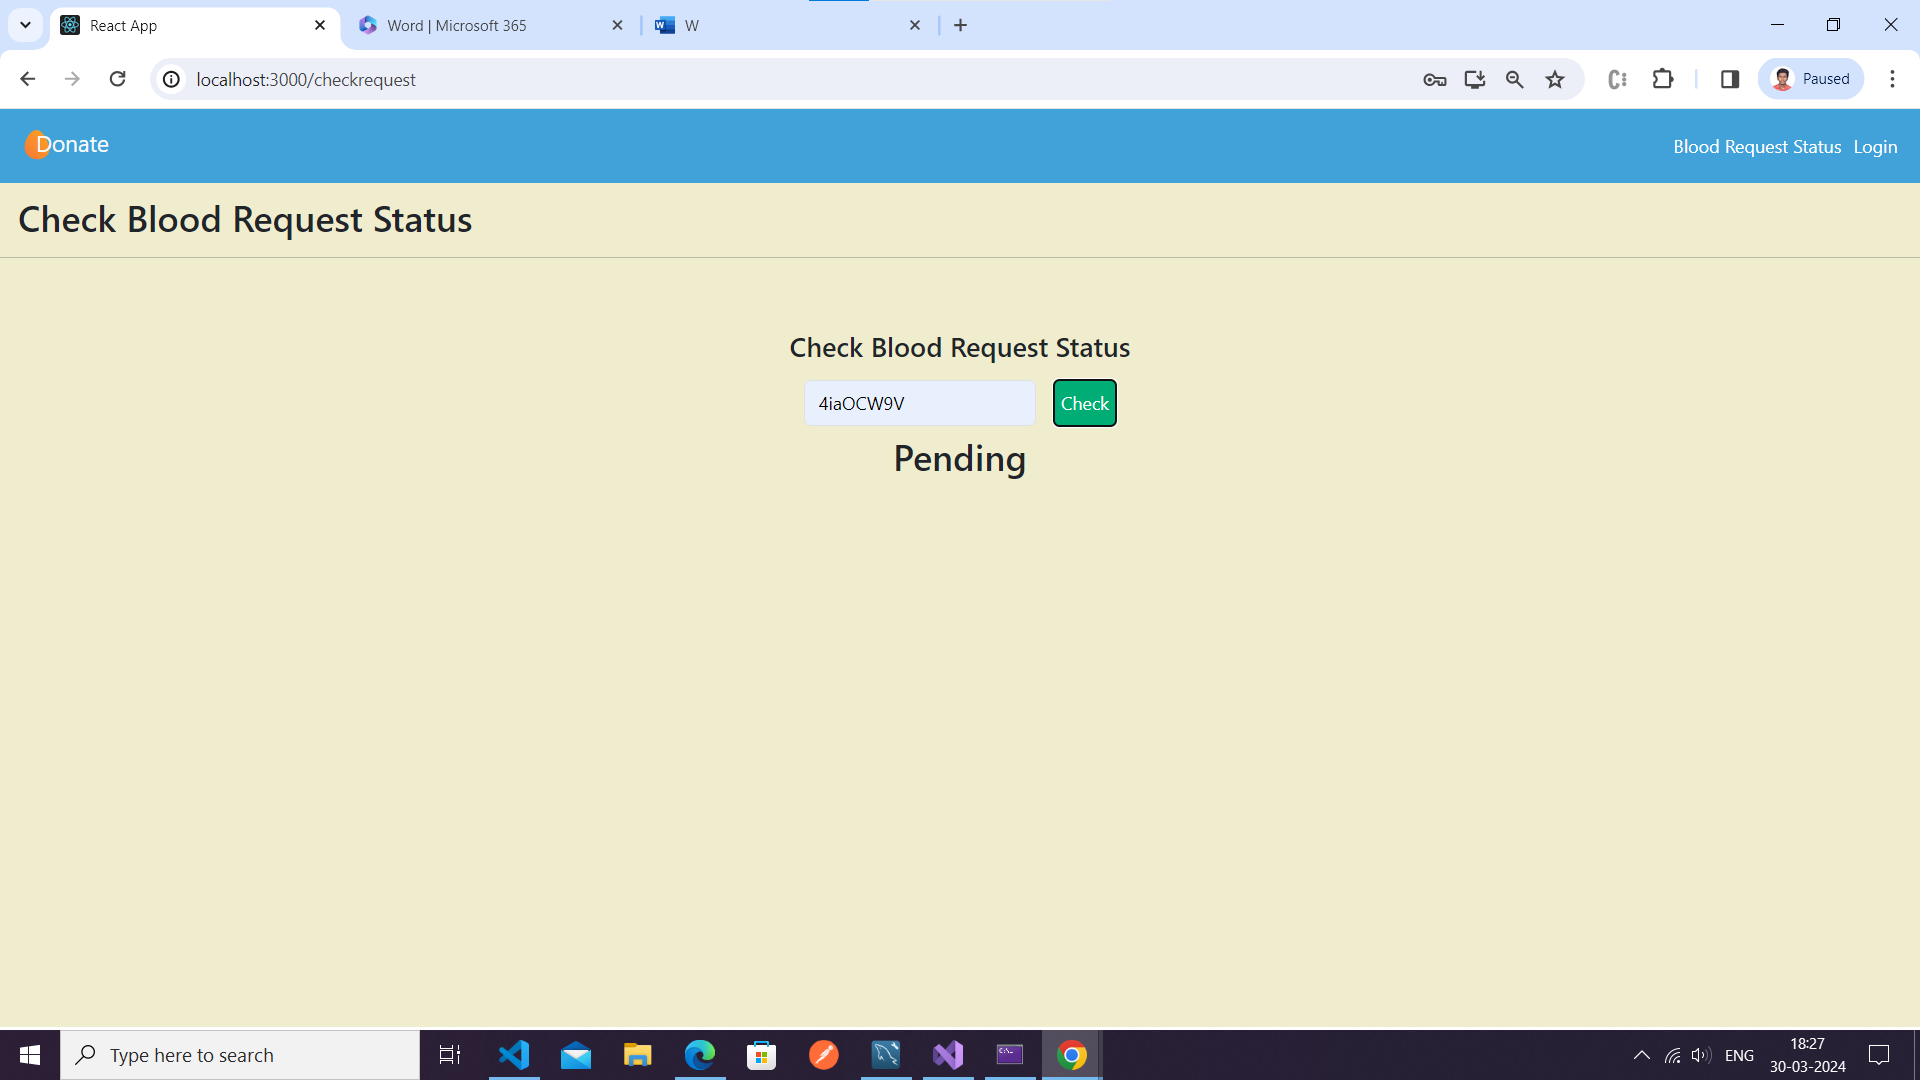 React App
Word | Microsoft 365
W
localhost:3000/checkrequest
Paused
Donate
Blood Request Status Login
Check Blood Request Status
Check Blood Request Status
4iaOCW9V
Check
Pending
Type here to search
ENG
18:27
30-03-2024